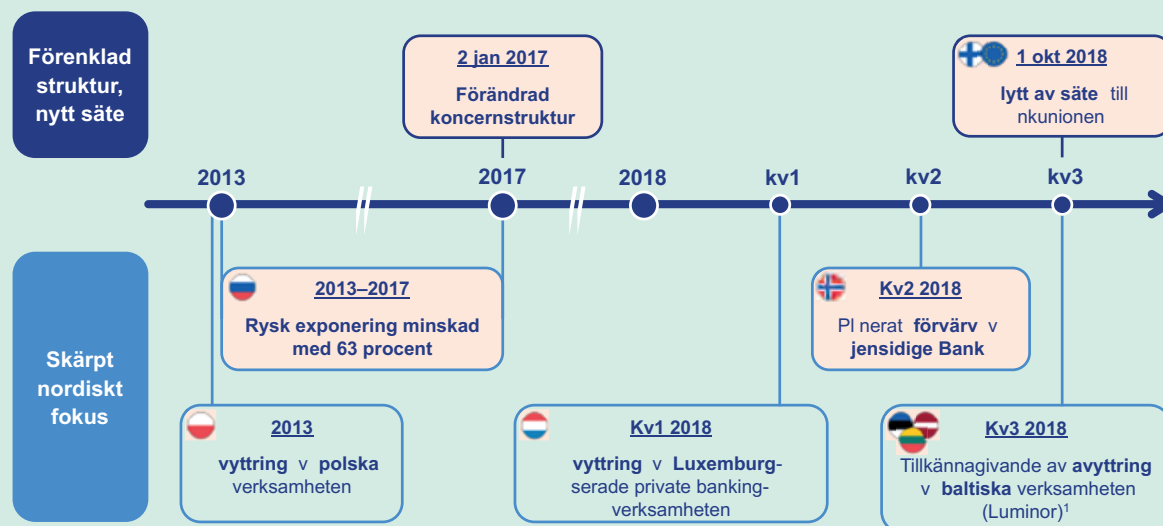 Förenklad
struktur,
nytt säte
2 jan 2017
Förändrad
koncernstruktur
1 okt 2018
lytt av säte till
nkunionen
2013
2017
2018
kv1
kv2
kv3
Skärpt
nordiskt
fokus
2013–2017
Rysk exponering minskad
med 63 procent
Kv2 2018
Pl nerat förvärv v
jensidige Bank
2013
vyttring v polska
verksamheten
Kv1 2018
vyttring v Luxemburg-
serade private banking-
verksamheten
Kv3 2018
Tillkännagivande av avyttring
v baltiska verksamheten
(Luminor)¹